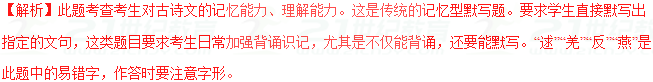 【解析】此题考查考生对古诗文的记忆能力、理解能力。这是传统的记忆型默写题。要求学生直接默写出
指定的文句，这类题目要求考生日常加强背诵识记，尤其是不仅能背诵，还要能默写。“逑”“羌”“反”“燕”是
此题中的易错字，作答时要注意字形。